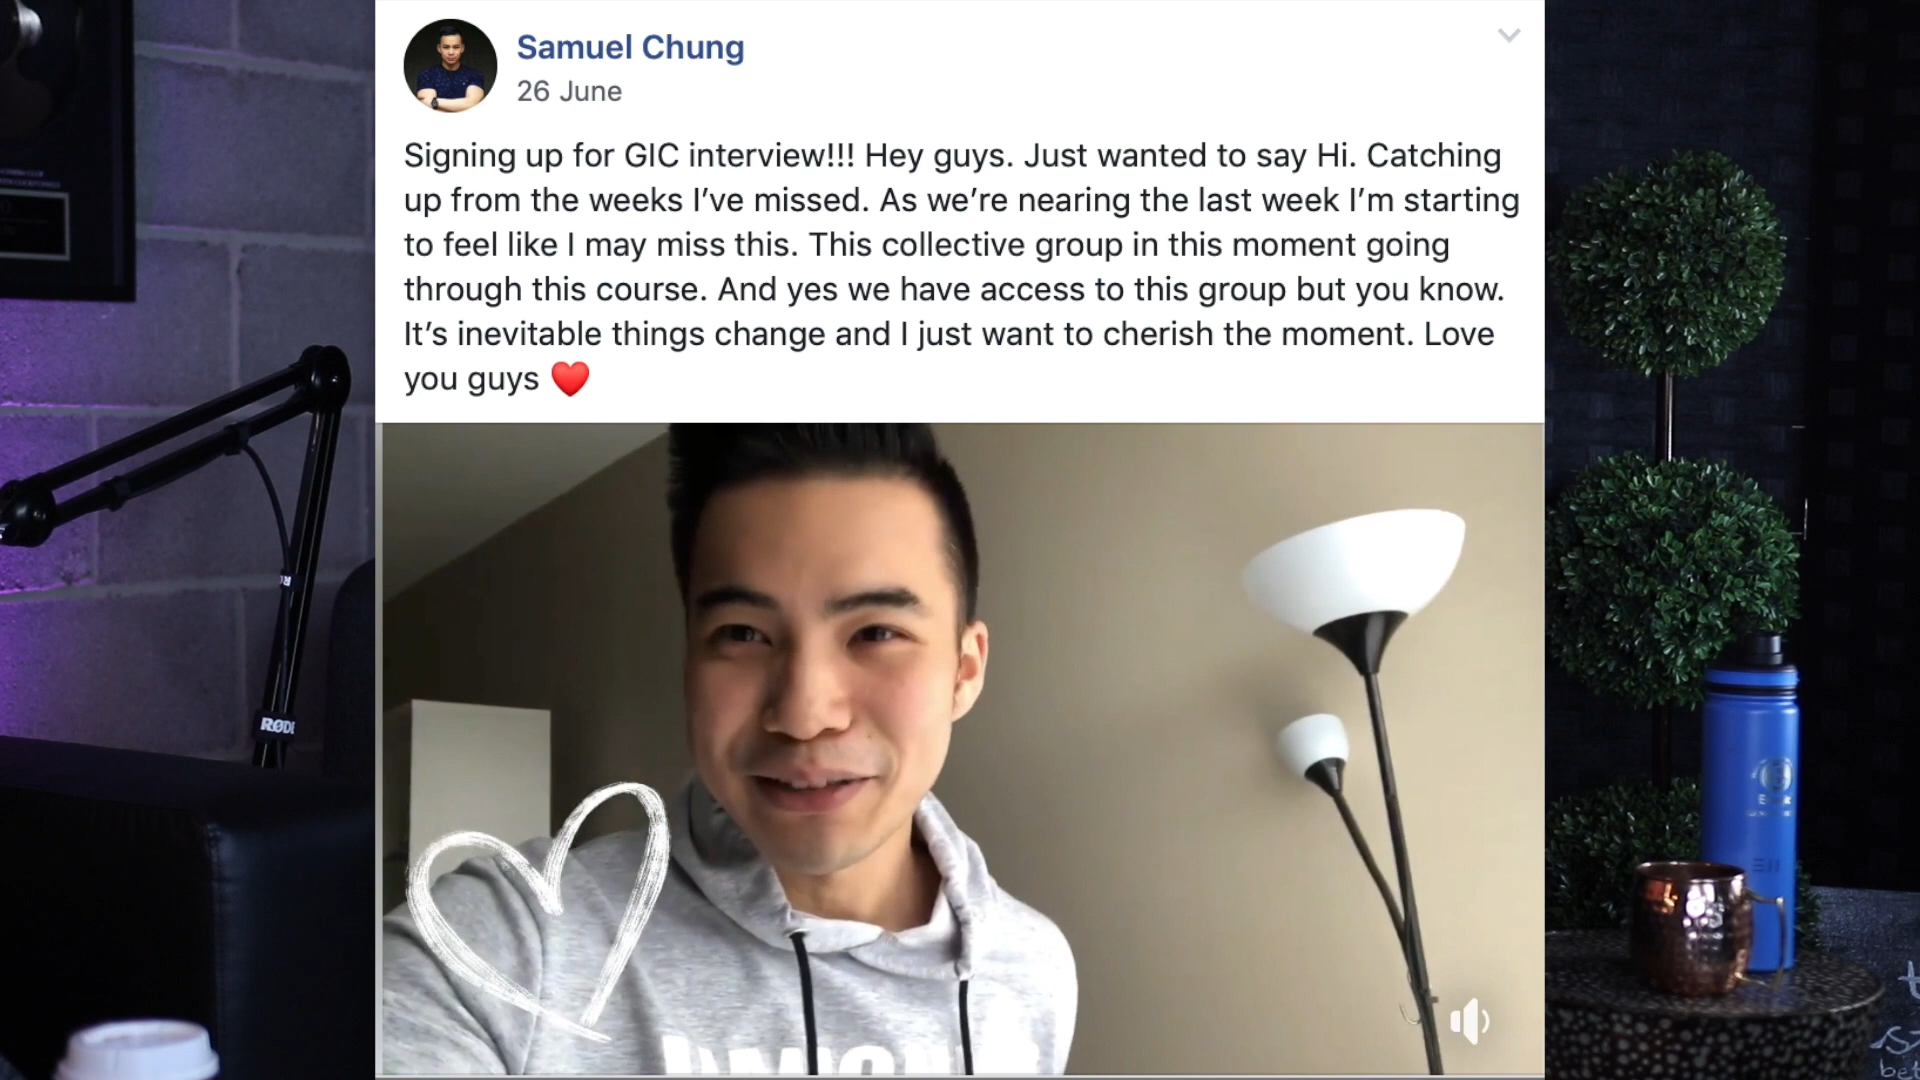 Samuel Chung
26 June
Signing up for GIC interview!!! Hey guys. Just wanted to say Hi. Catching
up from the weeks I’ve missed. As we’re nearing the last week I’m starting
to feel like I may miss this. This collective group in this moment going
through this course. And yes we have access to this group but you know.
It’s inevitable things change and I just want to cherish the moment. Love
you guys ❤️
RØDE